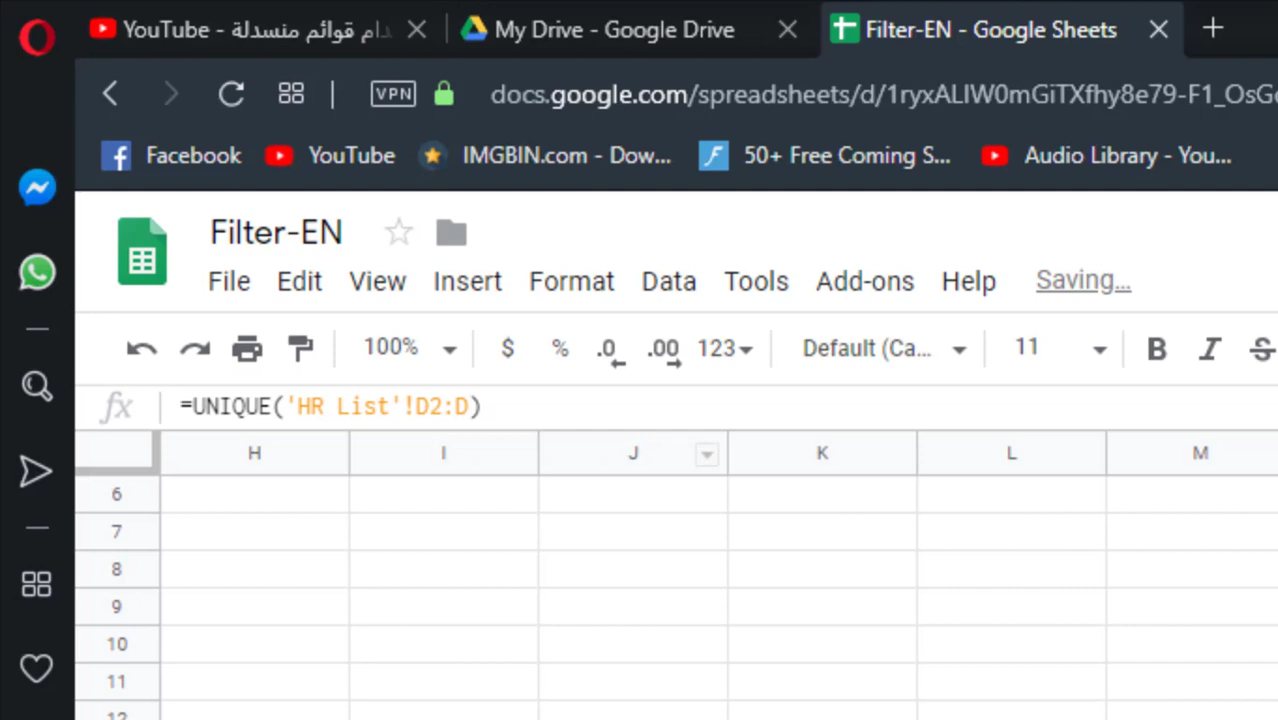 YouTube - دام قوائم منسدلة
My Drive - Google Drive
Filter-EN - Google Sheets
VPN
docs.google.com/spreadsheets/d/1ryxALIW0mGiTXfhy8e79-F1_OsG
Facebook
YouTube
IMGBIN.com - Dow...
50+ Free Coming S...
Audio Library - You...
Filter-EN
File Edit View Insert Format Data Tools Add-ons Help Saving...
100% $ % .0 .00 123 Default (Ca... 11 B I S
fx =UNIQUE('HR List'!D2:D)
H I J K L M
6
7
8
9
10
11
12